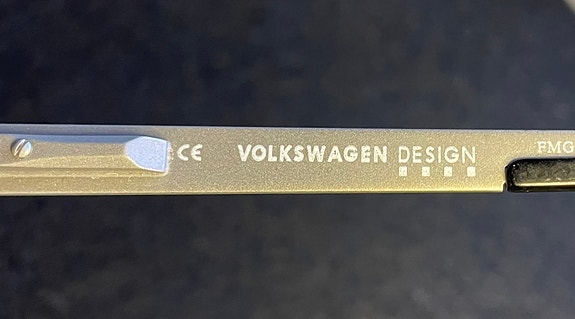 CE VOLKSWAGEN DESIGN FMG